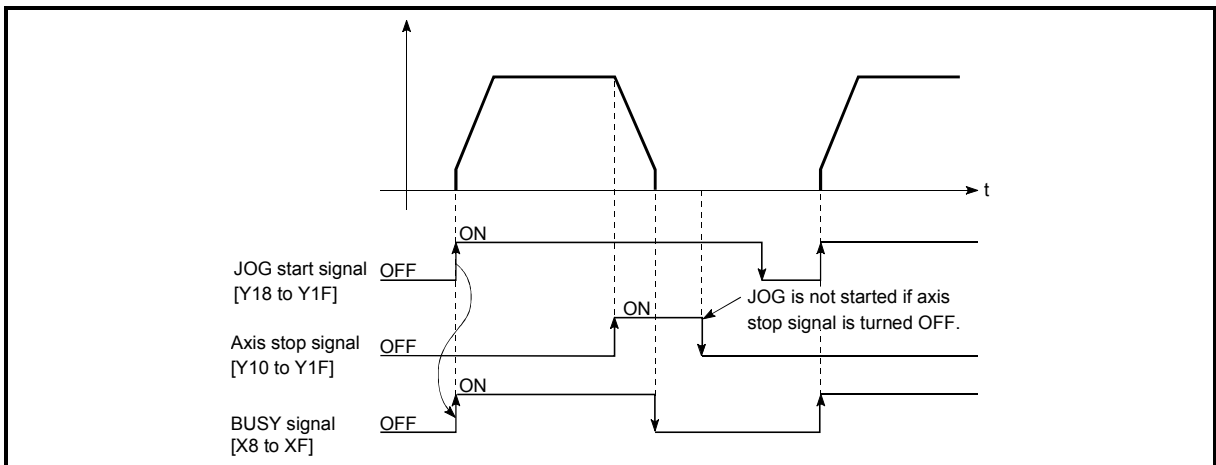 t
ON
JOG start signal
[Y18 to Y1F]
OFF
JOG is not started if axis
stop signal is turned OFF.
ON
Axis stop signal
[Y10 to Y1F]
OFF
ON
BUSY signal
[X8 to XF]
OFF